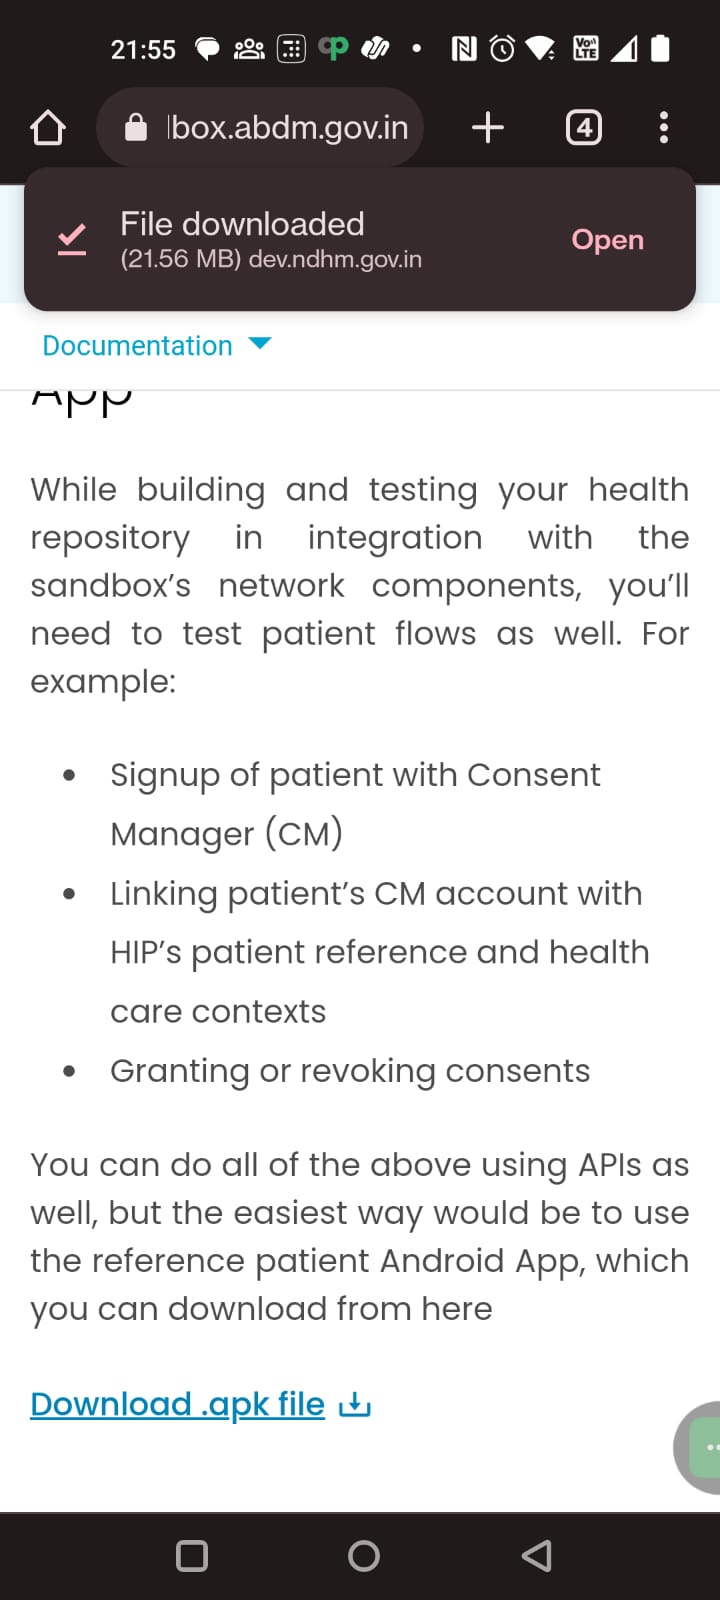 21:55
Vo))
LTE
lbox.abdm.gov.in
4
File downloaded
(21.56 MB) dev.ndhm.gov.in
Open
Documentation
App
While building and testing your health
repository in integration with the
sandbox’s network components, you’ll
need to test patient flows as well. For
example:
Signup of patient with Consent
Manager (CM)
Linking patient’s CM account with
HIP’s patient reference and health
care contexts
Granting or revoking consents
You can do all of the above using APIs as
well, but the easiest way would be to use
the reference patient Android App, which
you can download from here
Download .apk file